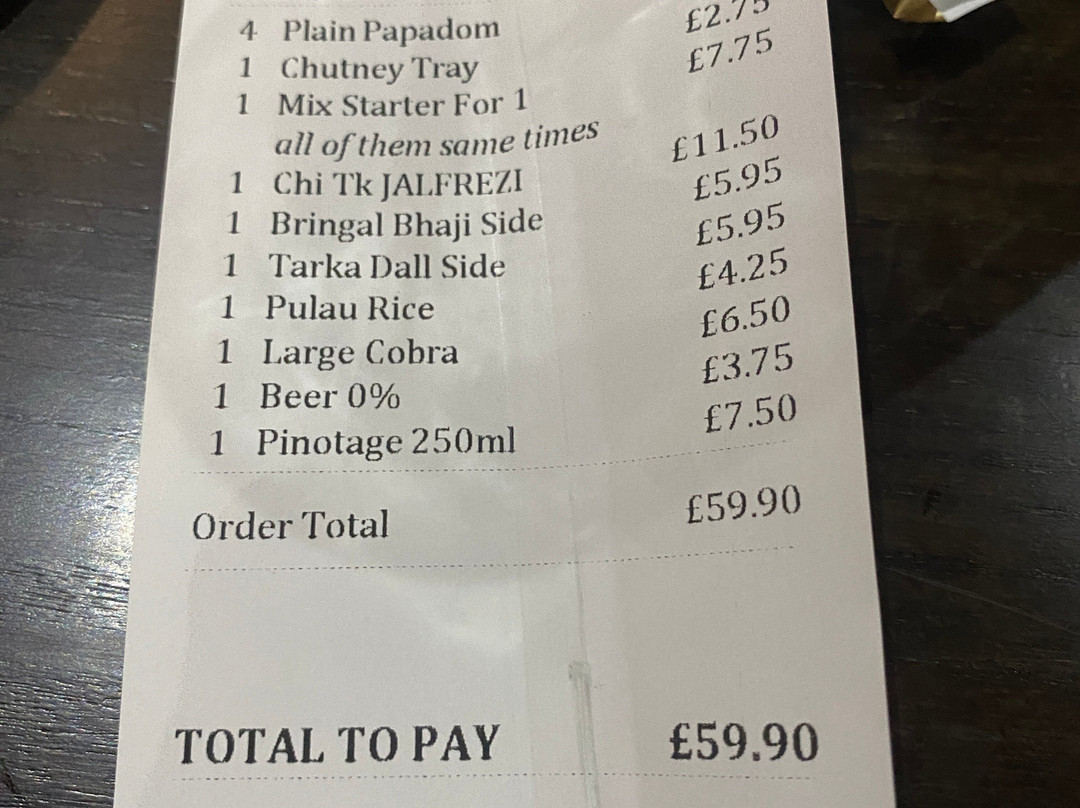 4 Plain Papadom
1 Chutney Tray £2.75
1 Mix Starter For 1 £7.75
all of them same times
1 Chi Tk JALFREZI £11.50
1 Bringal Bhaji Side £5.95
1 Tarka Dall Side £5.95
1 Pulau Rice £4.25
1 Large Cobra £6.50
1 Beer 0% £3.75
1 Pinotage 250ml £7.50
Order Total £59.90
TOTAL TO PAY £59.90